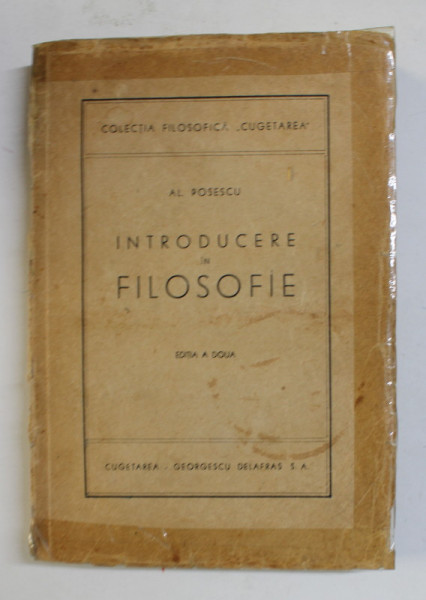 COLECȚIA FILOSOFICĂ „CUGETAREA"
AL. POSESCU
INTRODUCERE
ÎN
FILOSOFIE
EDIȚIA A DOUA
CUGETAREA - GEORGESCU DELAFRAS S. A.